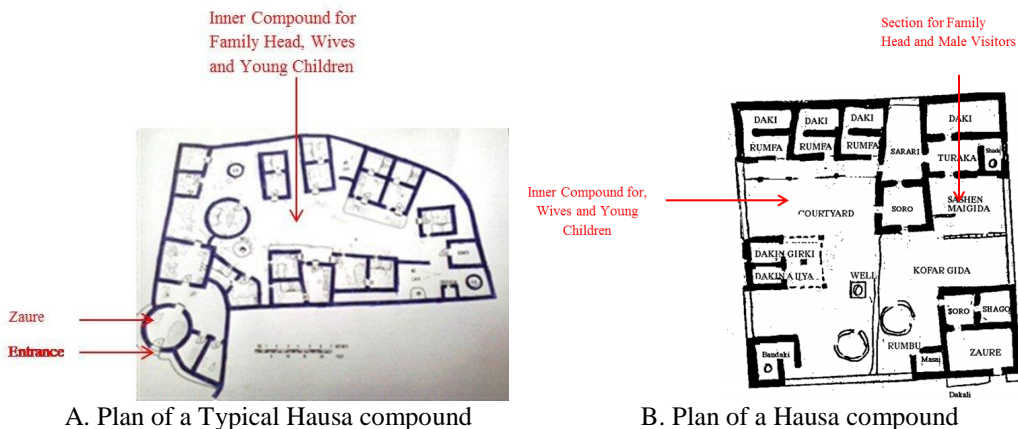 Inner Compound for
Family Head, Wives
and Young Children
Zaure
Entrance
A. Plan of a Typical Hausa compound
Section for Family
Head and Male Visitors
Inner Compound for,
Wives and Young
Children
DAKI DAKI DAKI DAKI
RUMFA RUMFA RUMFA
SARARI
TURAKA
SORO
SASHEN
MAIGIDA
COURTYARD
DAKIN GIRKI
DAKIN AJIYA
WELL
KOFAR GIDA
SORO SHAGO
RUMBU
Masai
ZAURE
Bandaki
Dakali
B. Plan of a Hausa compound